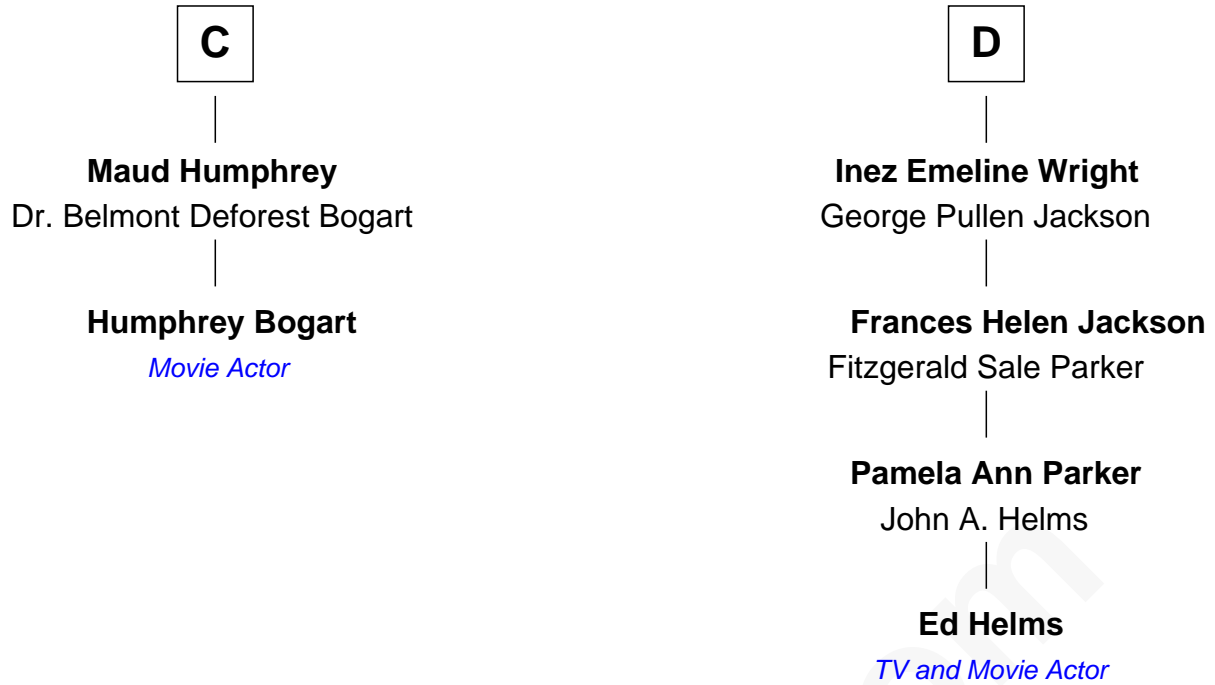 C
Maud Humphrey
Dr. Belmont Deforest Bogart
Humphrey Bogart
Movie Actor
D
Inez Emeline Wright
George Pullen Jackson
Frances Helen Jackson
Fitzgerald Sale Parker
Pamela Ann Parker
John A. Helms
Ed Helms
TV and Movie Actor
om